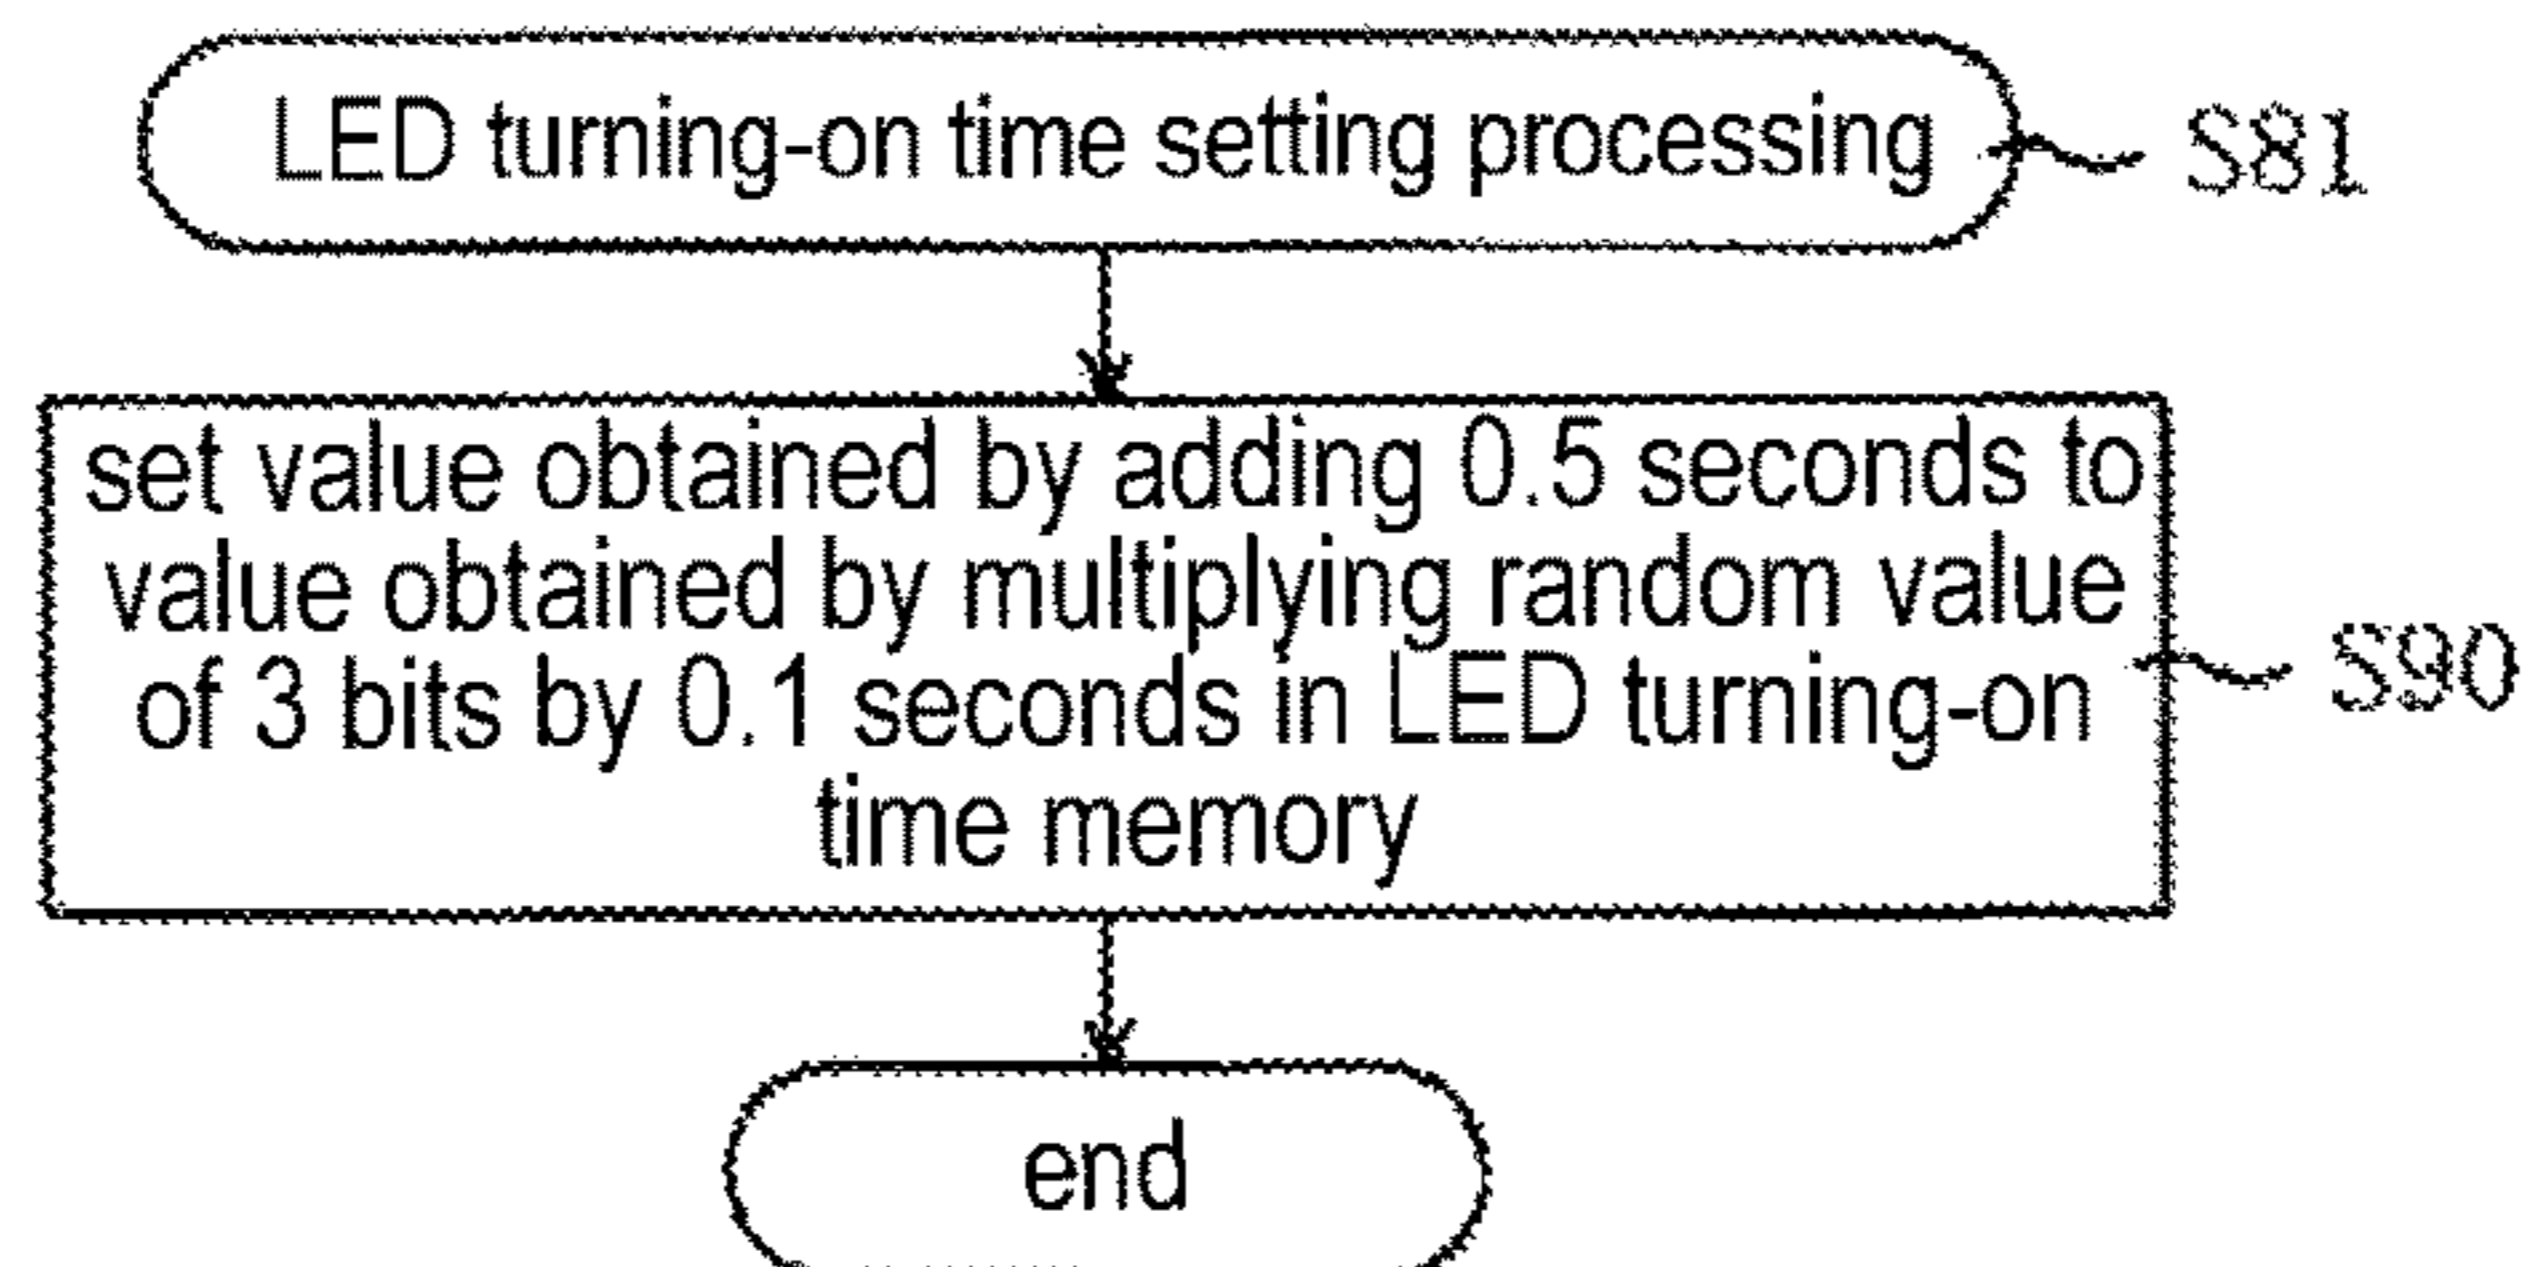 LED turning-on time setting processing
S81
set value obtained by adding 0.5 seconds to
value obtained by multiplying random value
of 3 bits by 0.1 seconds in LED turning-on
S90
time memory
end